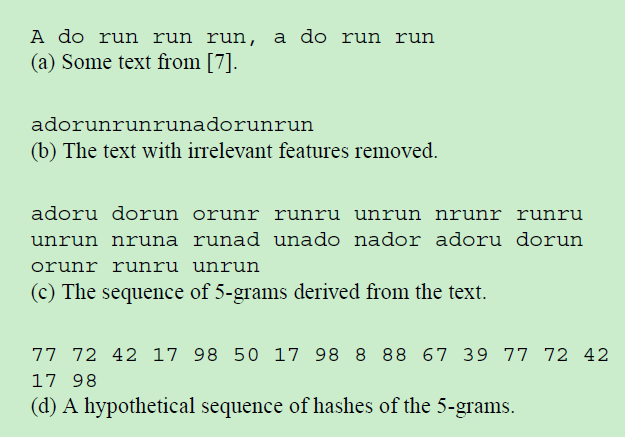 A do run run run, a do run run
(a) Some text from [7].
adorunrunrunadorunrun
(b) The text with irrelevant features removed.
adoru dorun orunr runru unrun nrunr runru
unrun nruna runad unado nador adoru dorun
orunr runru unrun
(c) The sequence of 5-grams derived from the text.
77 72 42 17 98 50 17 98 8 88 67 39 77 72 42
17 98
(d) A hypothetical sequence of hashes of the 5-grams.